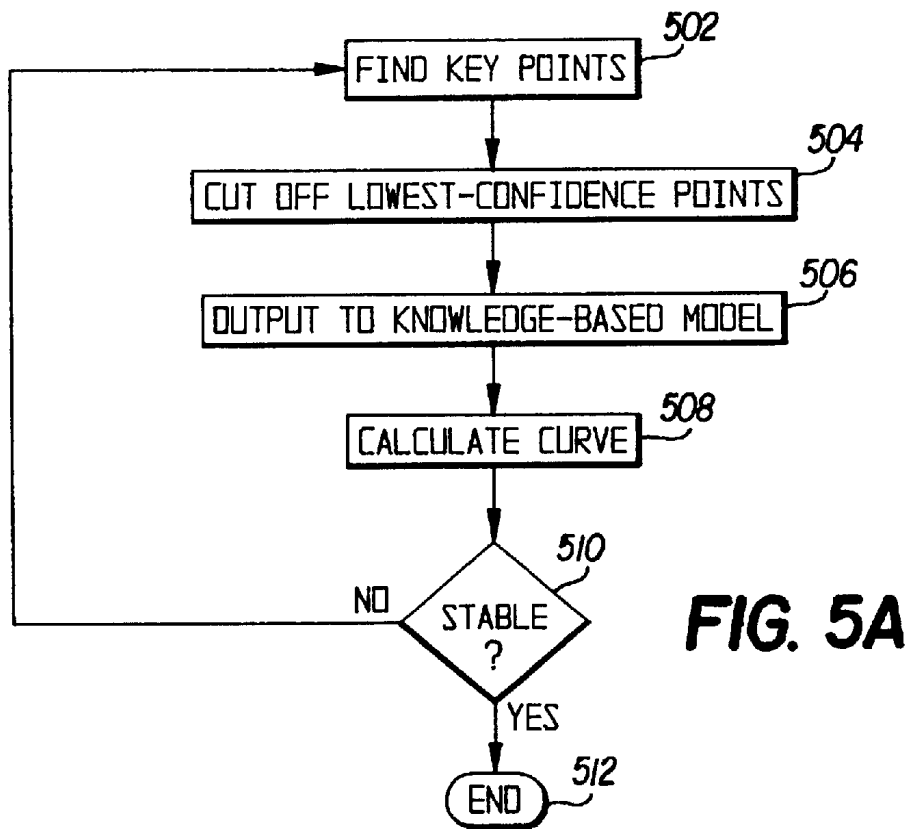 502
FIND KEY POINTS
504
CUT OFF LOWEST-CONFIDENCE POINTS
506
OUTPUT TO KNOWLEDGE-BASED MODEL
508
CALCULATE CURVE
510
NO
STABLE
?
FIG. 5A
YES
512
END